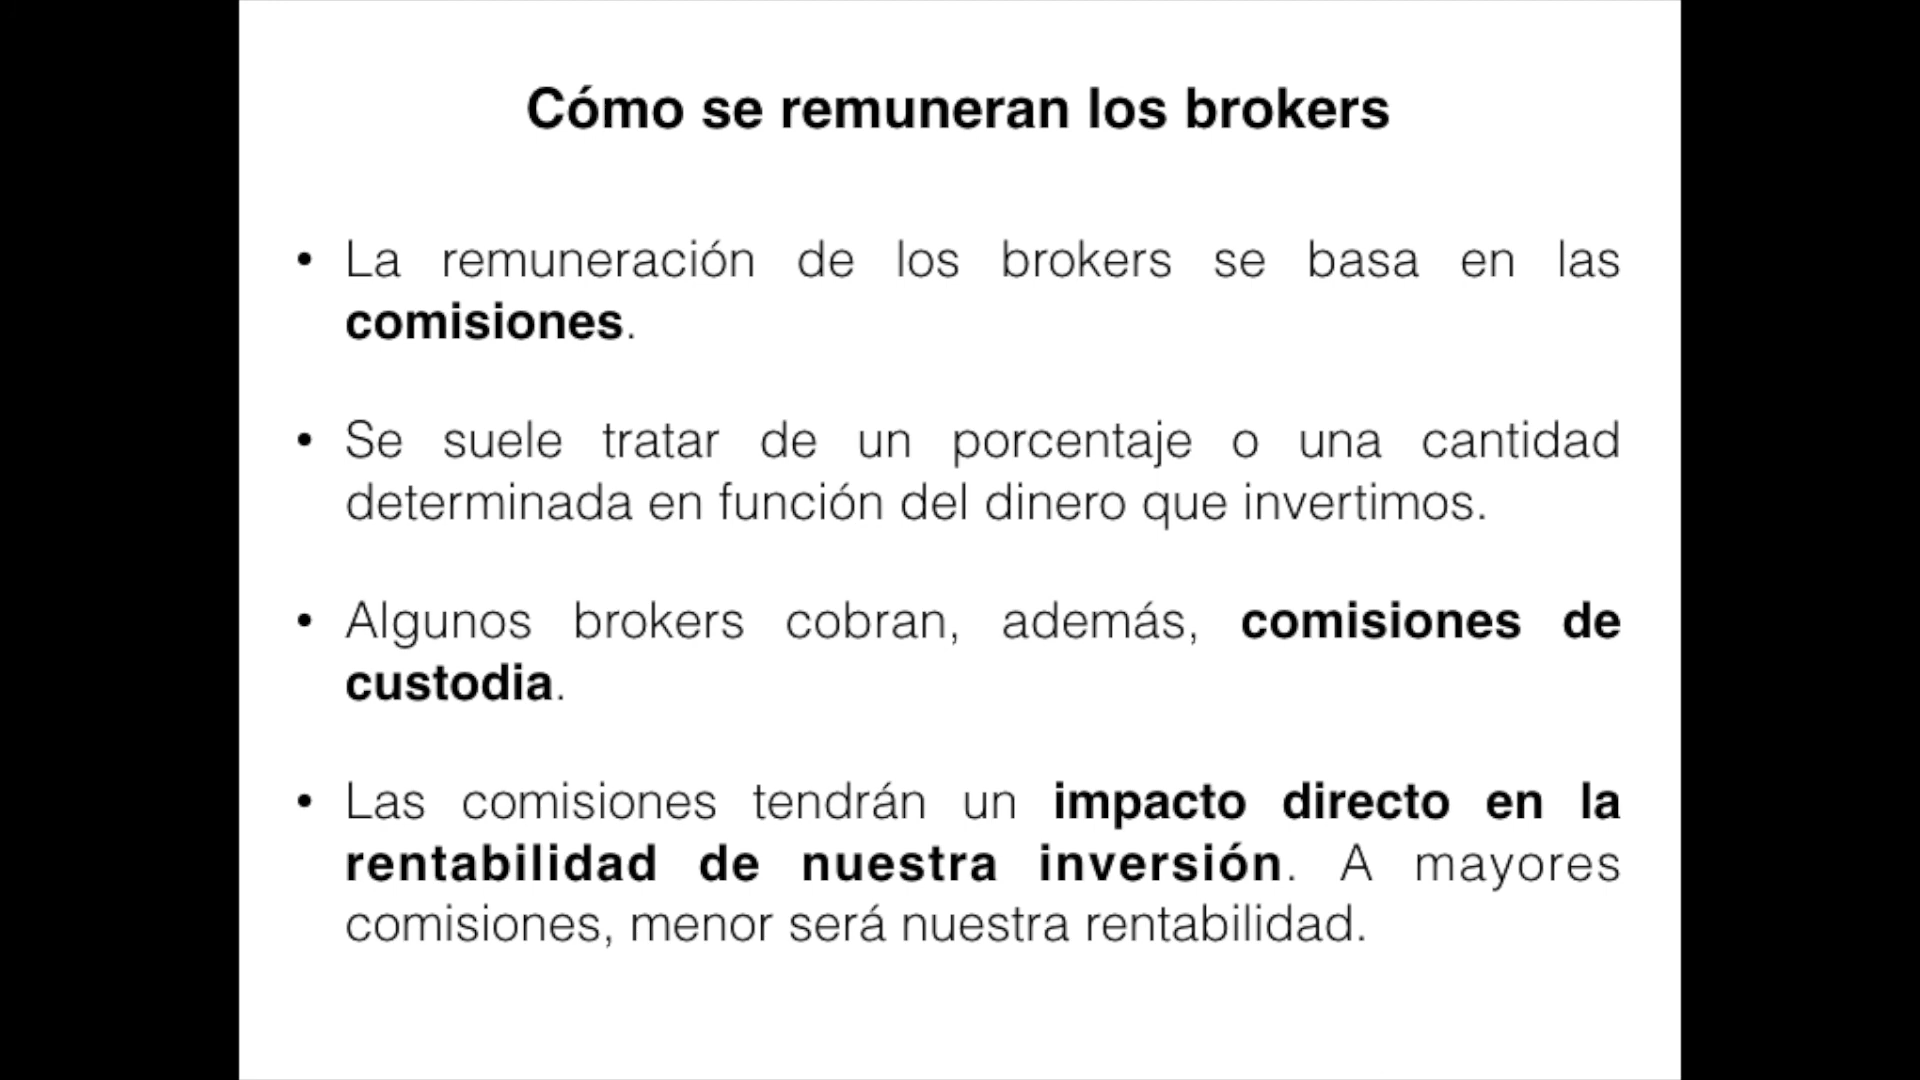 Cómo se remuneran los brokers
• La remuneración de los brokers se basa en las
comisiones.
• Se suele tratar de un porcentaje o una cantidad
determinada en función del dinero que invertimos.
• Algunos brokers cobran, además, comisiones de
custodia.
• Las comisiones tendrán un impacto directo en la
rentabilidad de nuestra inversión. A mayores
comisiones, menor será nuestra rentabilidad.